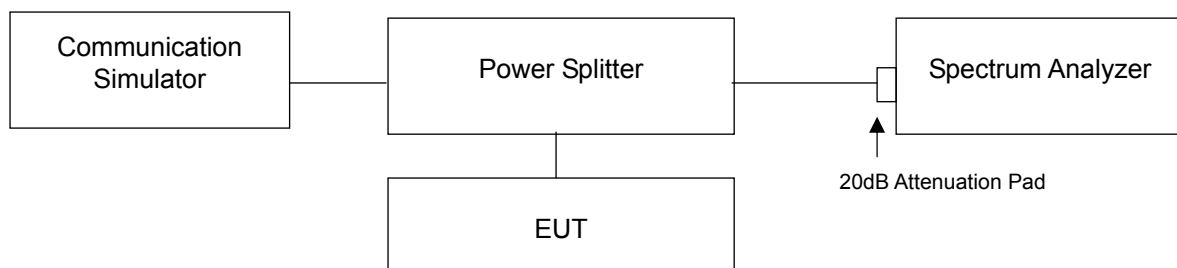 Communication
Simulator
Power Splitter
Spectrum Analyzer
20dB Attenuation Pad
EUT